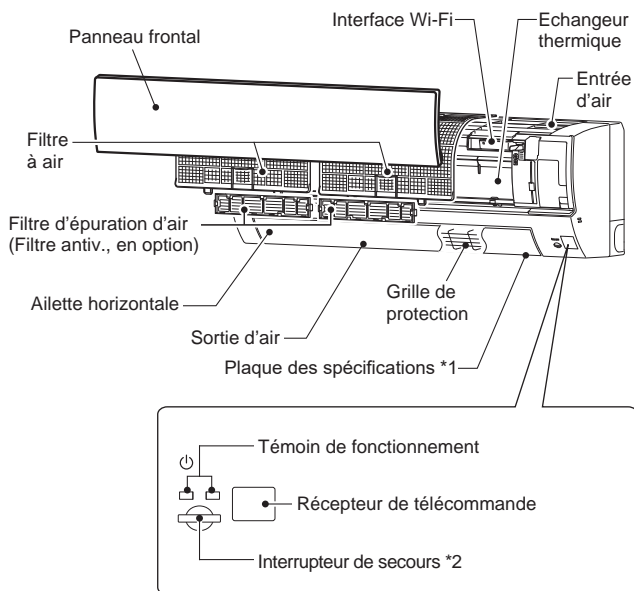 Interface Wi-Fi
Echangeur
thermique
Panneau frontal
Entrée
d'air
Filtre
à air
Filtre d'épuration d'air
(Filtre antiv., en option)
Ailette horizontale
Grille de
protection
Sortie d'air
Plaque des spécifications *1
Témoin de fonctionnement
Récepteur de télécommande
Interrupteur de secours *2